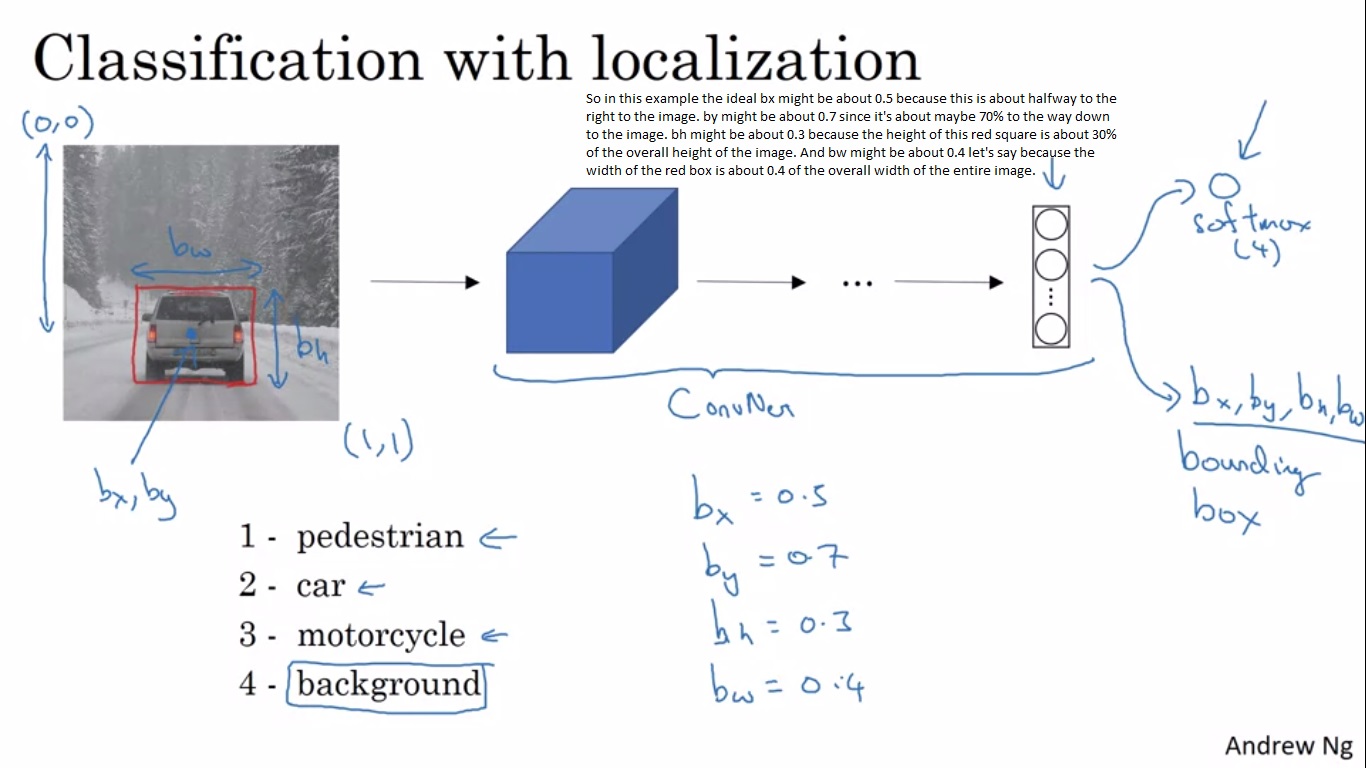 Classification with localization
So in this example the ideal bx might be about 0.5 because this is about halfway to the
right to the image. by might be about 0.7 since it's about maybe 70% to the way down
to the image. bh might be about 0.3 because the height of this red square is about 30%
of the overall height of the image. And bw might be about 0.4 let's say because the
width of the red box is about 0.4 of the overall width of the entire image.
(0,0)
bw
bh
(1,1)
bx, by
...
ConvNet
softmax
(4)
bx, by, bh, bw
bounding
box
1 - pedestrian
2 - car
3 - motorcycle
4 - background
bx = 0.5
by = 0.7
bh = 0.3
bw = 0.4
Andrew Ng